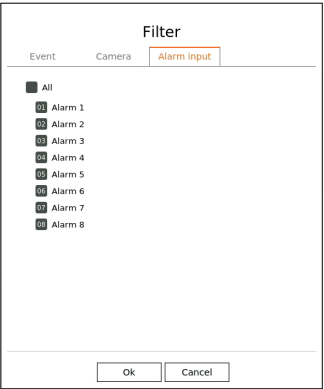 Filter
Event Camera Alarm input
All
01 Alarm 1
02 Alarm 2
03 Alarm 3
04 Alarm 4
05 Alarm 5
06 Alarm 6
07 Alarm 7
08 Alarm 8
Ok Cancel